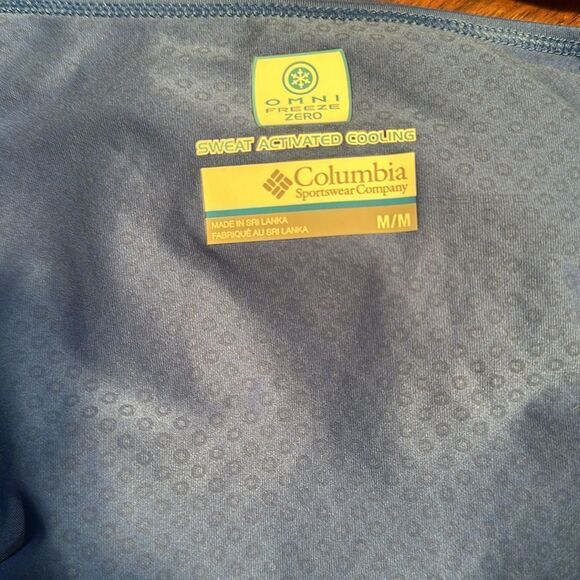 OMNI
FREEZE
ZERO
SWEAT ACTIVATED COOLING
Columbia
Sportswear Company
MADE IN SRI LANKA
FABRIQUÉ AU SRI LANKA
M/M